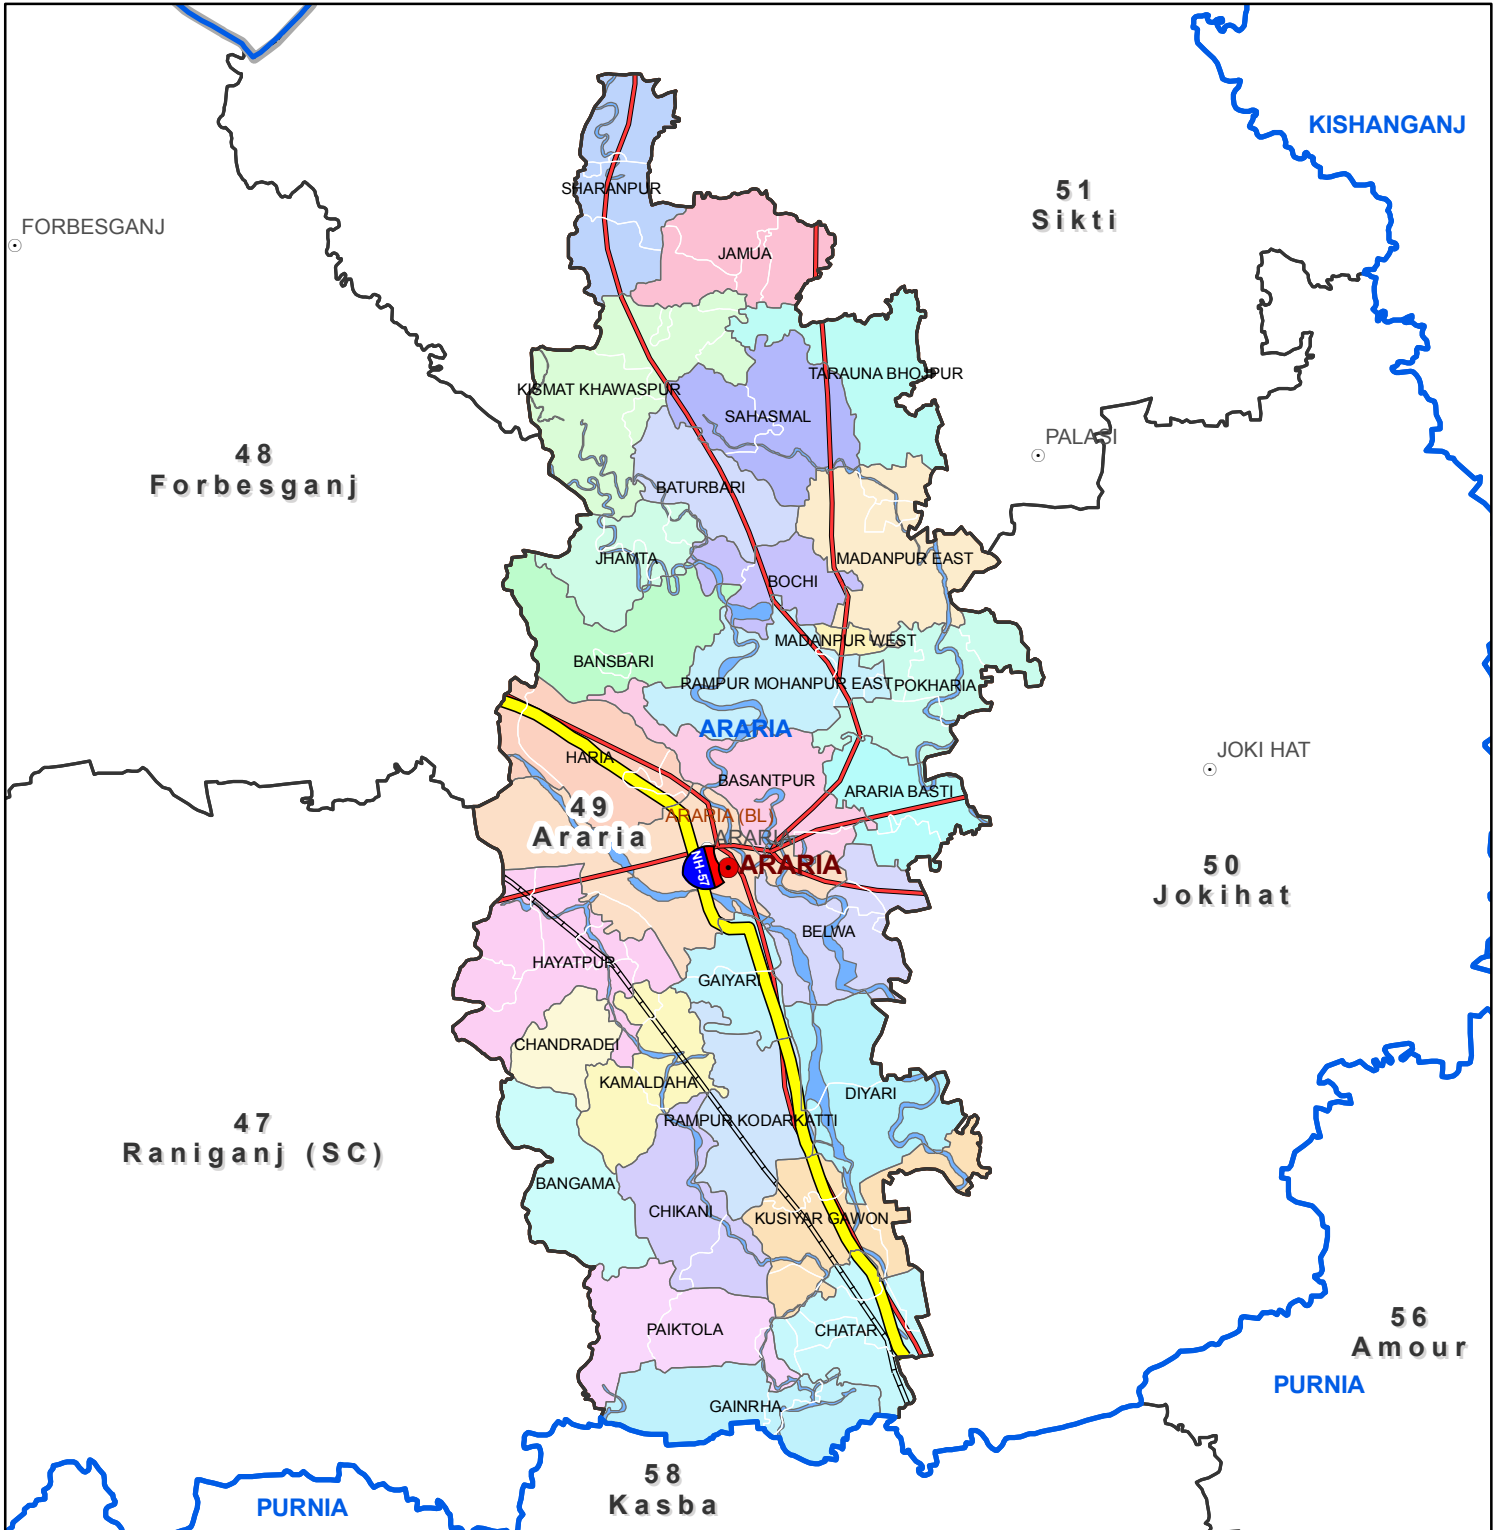 KISHANGANJ
SHARANPUR
51
Sikti
FORBESGANJ
JAMUA
TARAUNA BHOJPUR
KISMAT KHAWASPUR
SAHASMAL
PALASI
48
Forbesganj
BATURBARI
JHAMTA
MADANPUR EAST
BOCHI
MADANPUR WEST
BANSBARI
RAMPUR MOHANPUR EAST
POKHARIA
ARARIA
JOKI HAT
HARIA
BASANTPUR
ARARIA BASTI
49
Araria
ARARIA (BL)
ARARIA
ARARIA
NH-57
50
Jokihat
BELWA
HAYATPUR
GAIYARI
CHANDRADEI
KAMALDAHA
DIYARI
47
Raniganj (SC)
RAMPUR KODARKATTI
BANGAMA
CHIKANI
KUSIYAR GAWON
PAIKTOLA
CHATAR
56
Amour
PURNIA
GAINRHA
58
Kasba
PURNIA